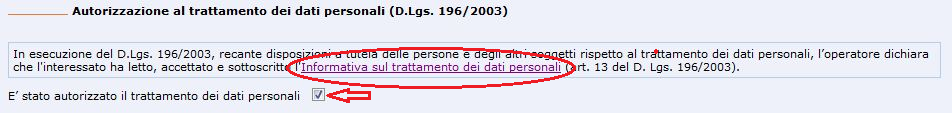 Autorizzazione al trattamento dei dati personali (D.Lgs. 196/2003)
In esecuzione del D.Lgs. 196/2003, recante disposizioni a tutela delle persone e degli altri soggetti rispetto al trattamento dei dati personali, l'operatore dichiara
che l'interessato ha letto, accettato e sottoscritto l'Informativa sul trattamento dei dati personali (art. 13 del D. Lgs. 196/2003).
E' stato autorizzato il trattamento dei dati personali